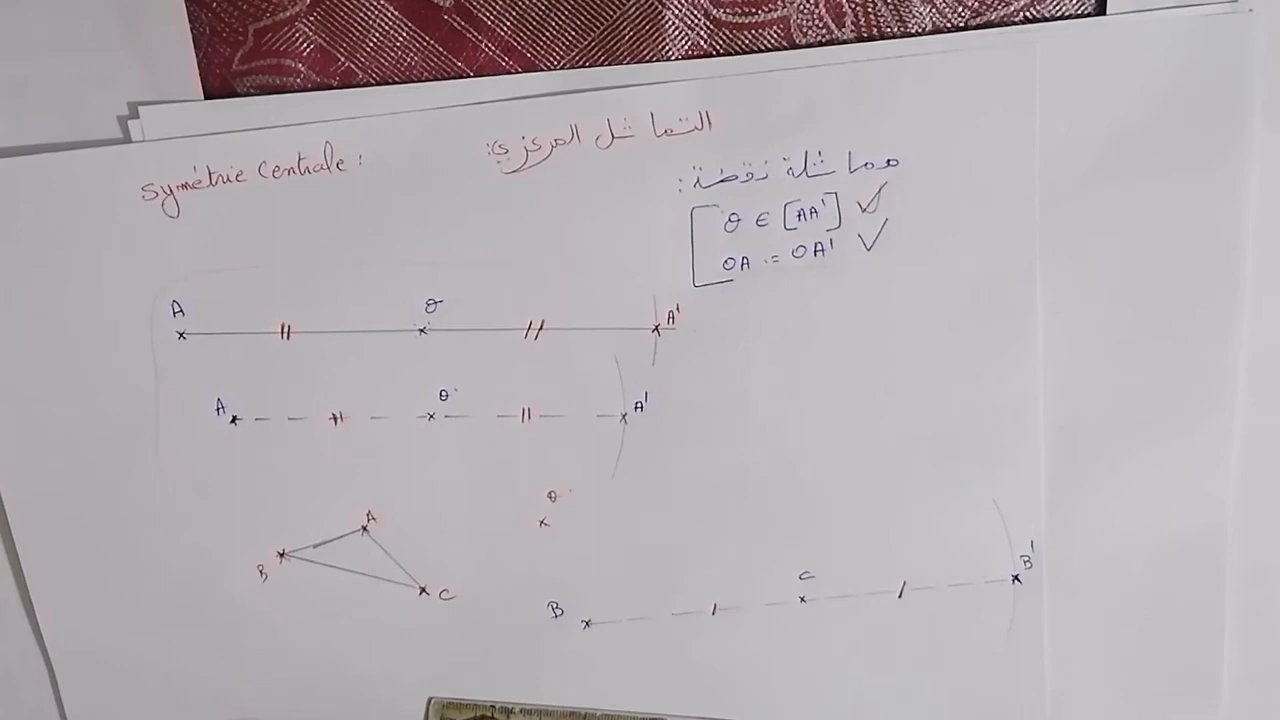 التماثل المركزي:
Symétrie Centrale :
مماثلة نقطة :
O ∈ [AA'] ✓
OA = OA' ✓
A O A'
A O A'
O
A
B C
C B'
B